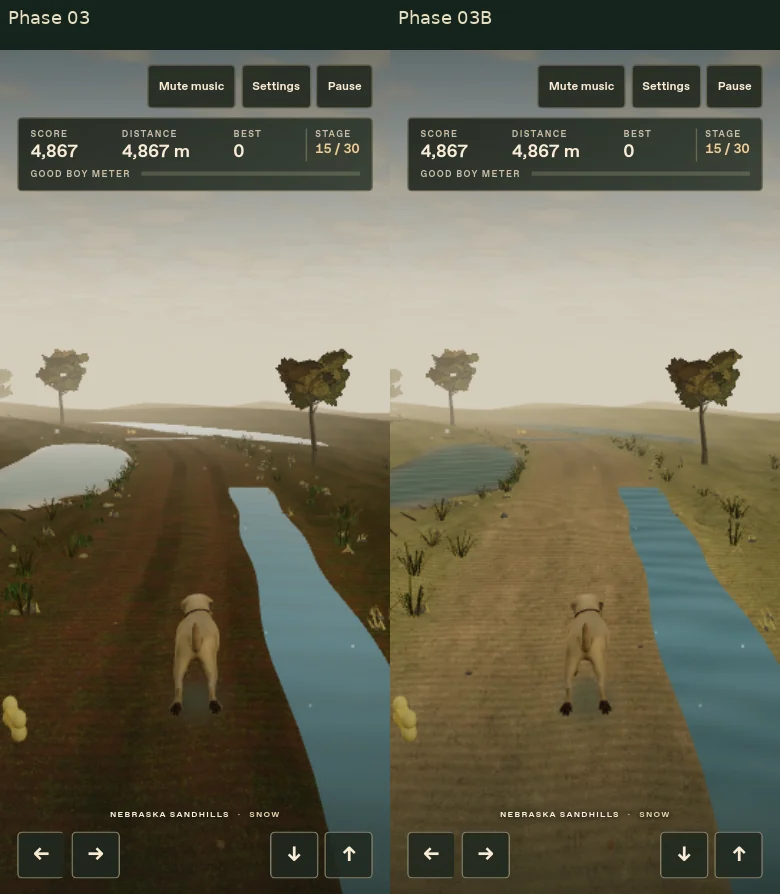 Phase 03
Mute music Settings Pause
SCORE DISTANCE BEST STAGE
4,867 4,867 m 0 15 / 30
GOOD BOY METER
NEBRASKA SANDHILLS · SNOW
← → ↓ ↑
Phase 03B
Mute music Settings Pause
SCORE DISTANCE BEST STAGE
4,867 4,867 m 0 15 / 30
GOOD BOY METER
NEBRASKA SANDHILLS · SNOW
← → ↓ ↑